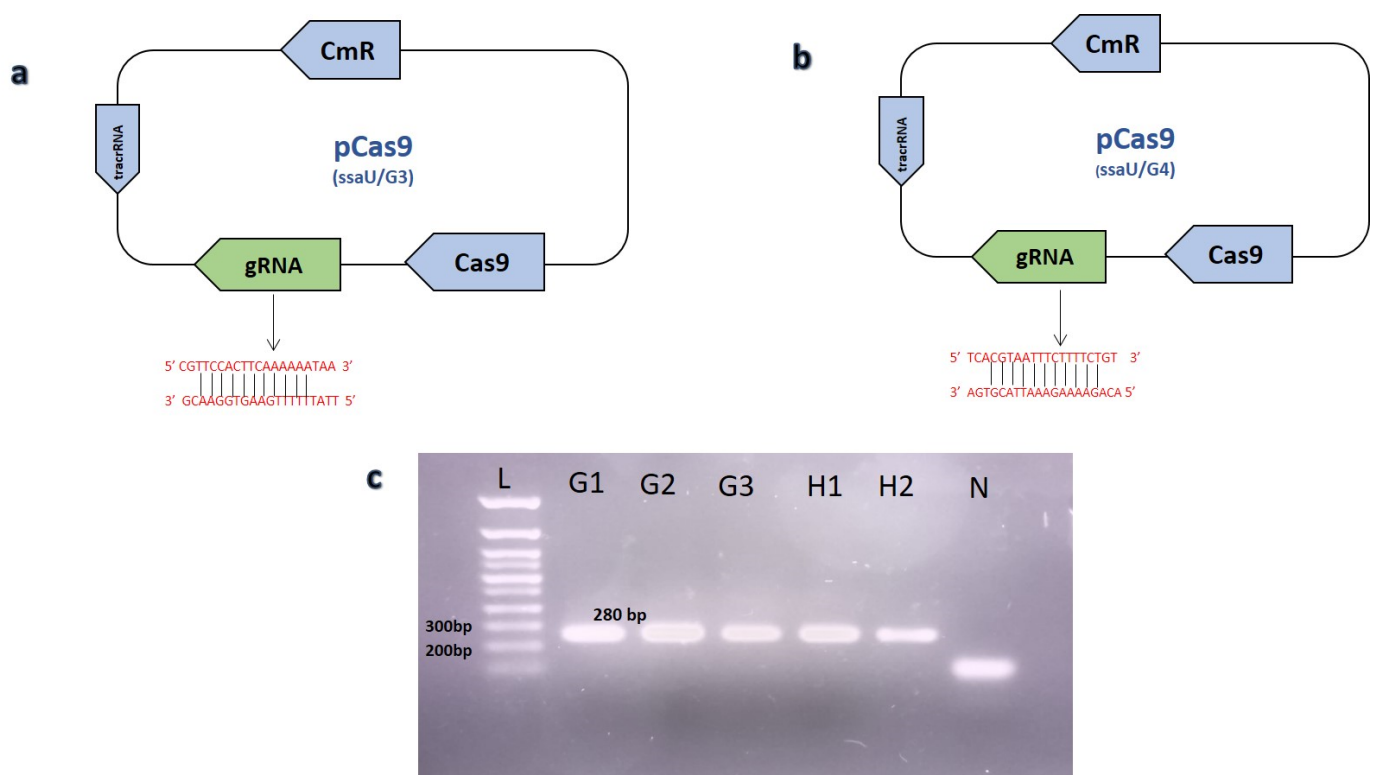 a
CmR
tracrRNA
pCas9
(ssaU/G3)
gRNA
Cas9
5’ CGTTCCACTTCAAAAAATAA 3’
3’ GCAAGGTGAAGTTTTTTATT 5’
b
CmR
tracrRNA
pCas9
(ssaU/G4)
gRNA
Cas9
5’ TCACGTAATTTCTTTTCTGT 3’
3’ AGTGCATTAAAGAAAAGACA 5’
c
L G1 G2 G3 H1 H2 N
280 bp
300bp
200bp